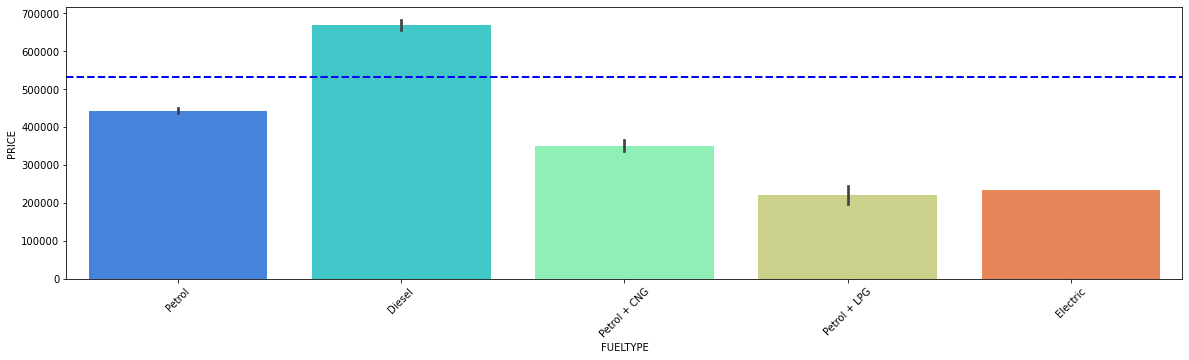 700000
600000
500000
400000
300000
200000
100000
0
PRICE
Petrol
Diesel
Petrol + CNG
Petrol + LPG
Electric
FUELTYPE